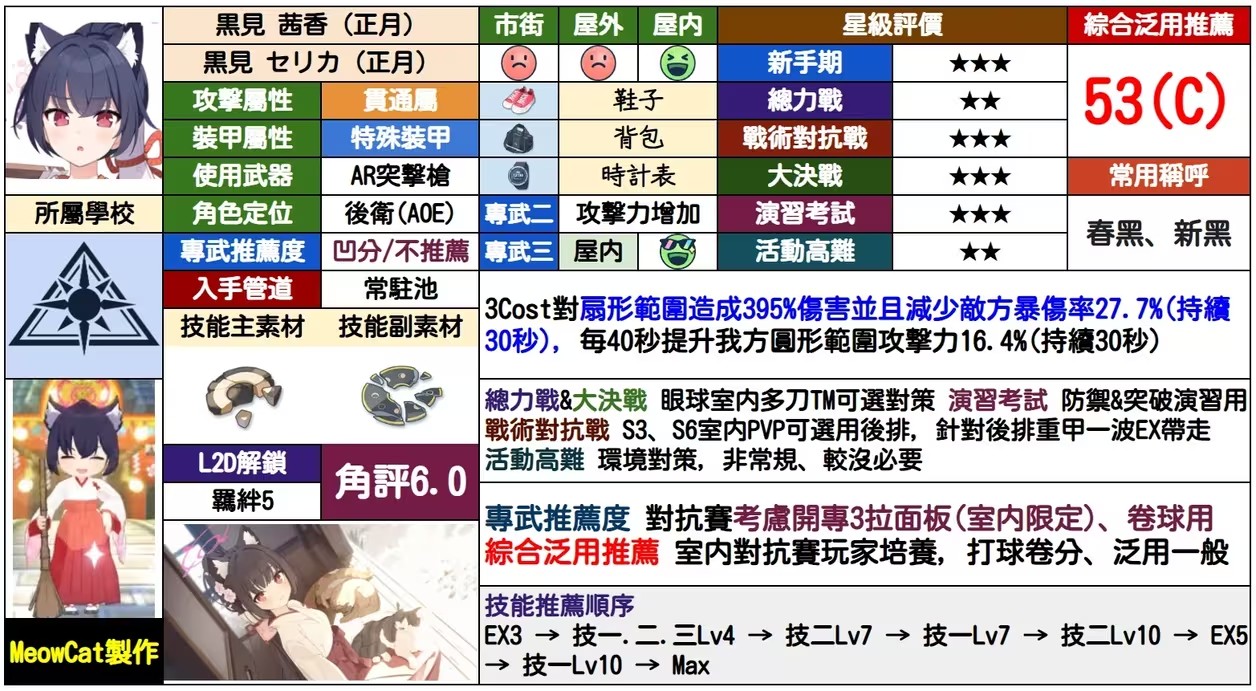 黒見 茜香（正月）
黒見 セリカ（正月）
攻擊屬性 貫通屬
裝甲屬性 特殊裝甲
使用武器 AR突擊槍
所屬學校
角色定位 後衛(AOE)
專武推薦度 凹分/不推薦
入手管道 常駐池
技能主素材 技能副素材
L2D解鎖
羈絆5
角評6.0
MeowCat製作
市街 屋外 屋内
鞋子
背包
時計表
專武二 攻擊力增加
專武三 屋内
星級評價
新手期 ★★★
總力戰 ★★
戰術對抗戰 ★★★
大決戰 ★★★
演習考試 ★★★
活動高難 ★★
綜合泛用推薦
53(C)
常用稱呼
春黑、新黑
3Cost對扇形範圍造成395%傷害並且減少敵方暴傷率27.7%(持續
30秒)，每40秒提升我方圓形範圍攻擊力16.4%(持續30秒)
總力戰&大決戰 眼球室内多刀TM可選對策 演習考試 防禦&突破演習用
戰術對抗戰 S3、S6室内PVP可選用後排，針對後排重甲一波EX帶走
活動高難 環境對策，非常規、較沒必要
專武推薦度 對抗賽考慮開專3拉面板(室内限定)、卷球用
綜合泛用推薦 室内對抗賽玩家培養，打球卷分、泛用一般
技能推薦順序
EX3 → 技一.二.三Lv4 → 技二Lv7 → 技一Lv7 → 技二Lv10 → EX5
→ 技一Lv10 → Max